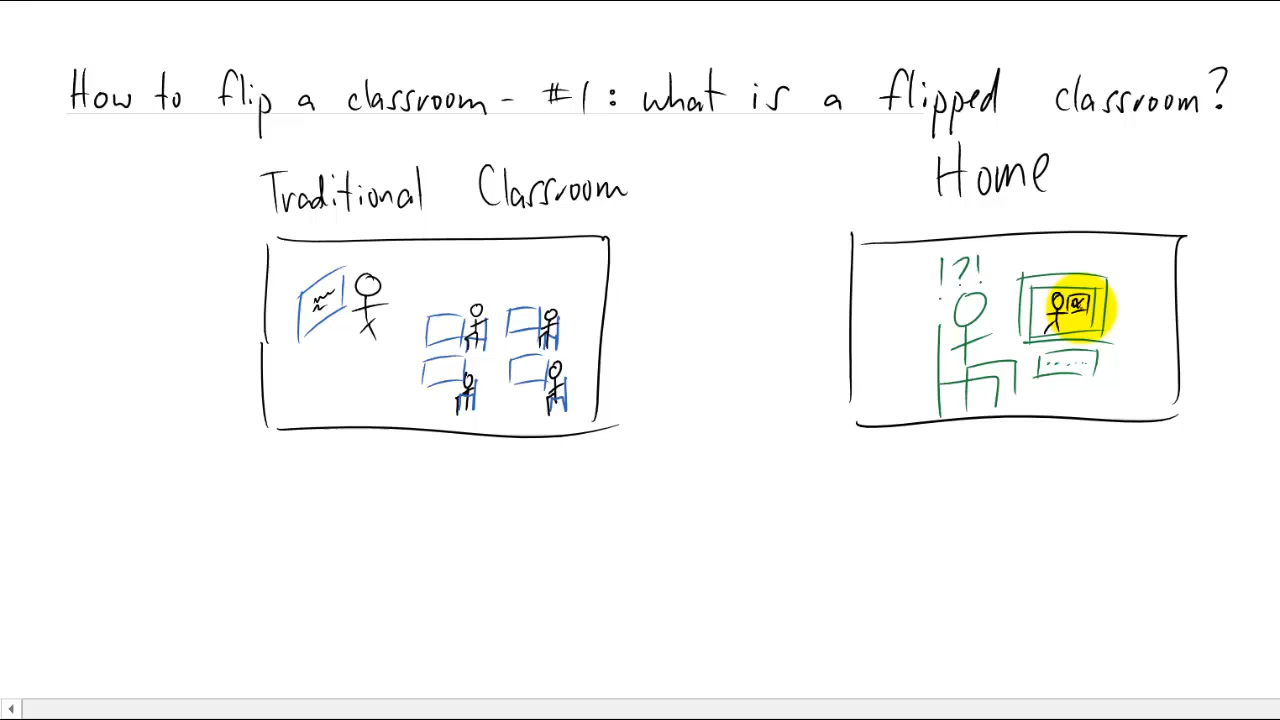 How to flip a classroom - #1: what is a flipped classroom?
Traditional Classroom
Home
!?!